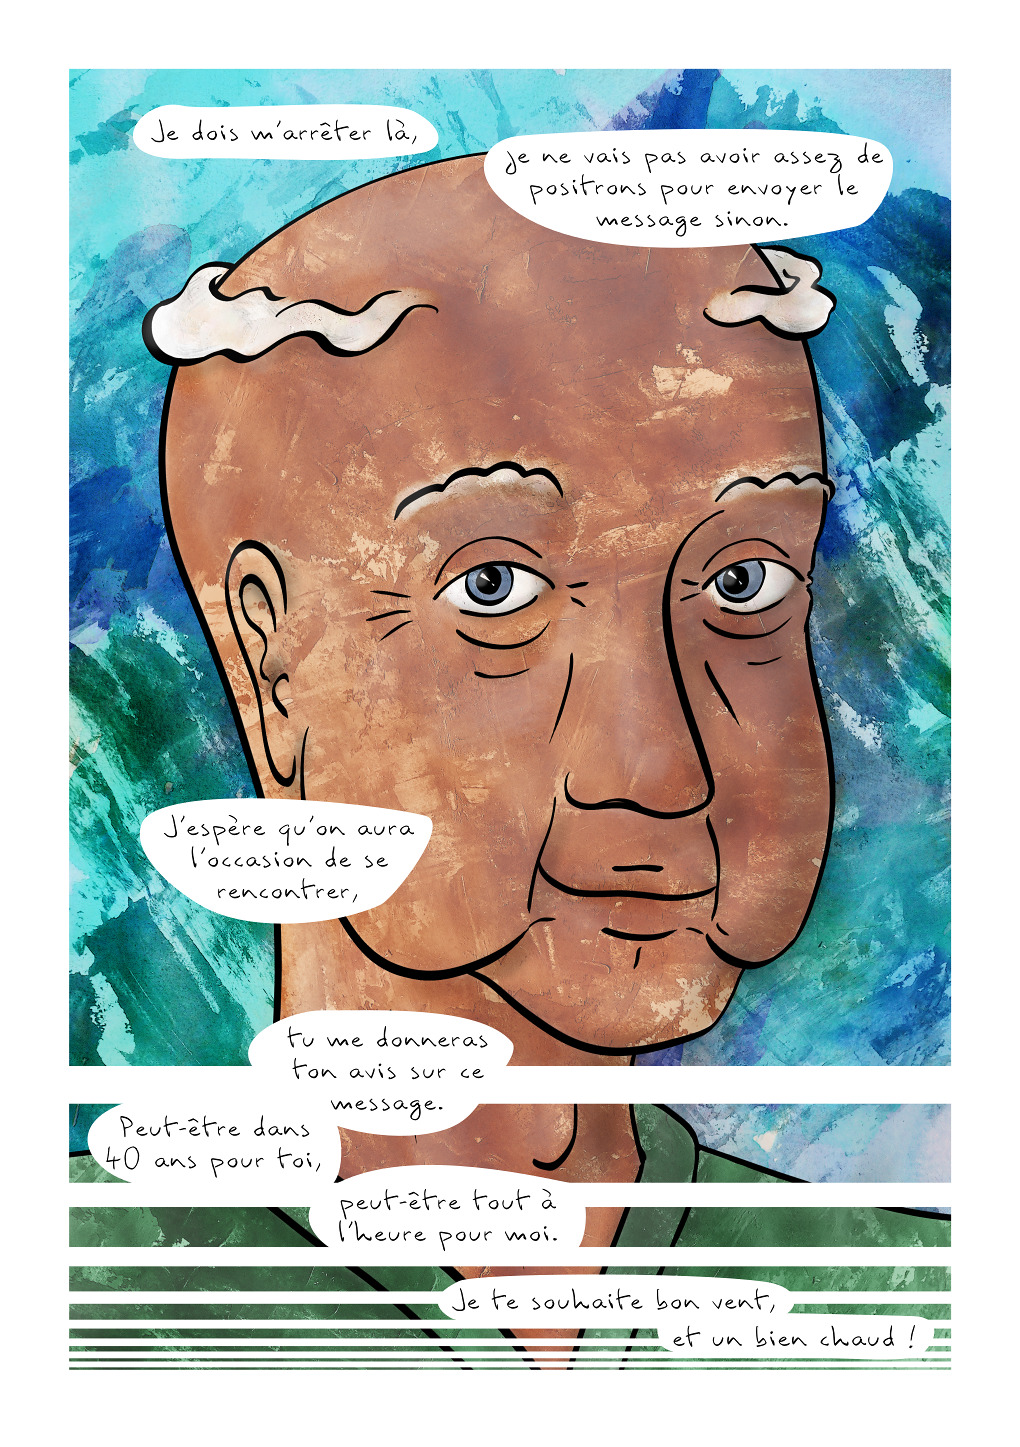 Je dois m'arrêter là,
je ne vais pas avoir assez de
positrons pour envoyer le
message sinon.
J'espère qu'on aura
l'occasion de se
rencontrer,
tu me donneras
ton avis sur ce
message.
Peut-être dans
40 ans pour toi,
peut-être tout à
l'heure pour moi.
Je te souhaite bon vent,
et un bien chaud !